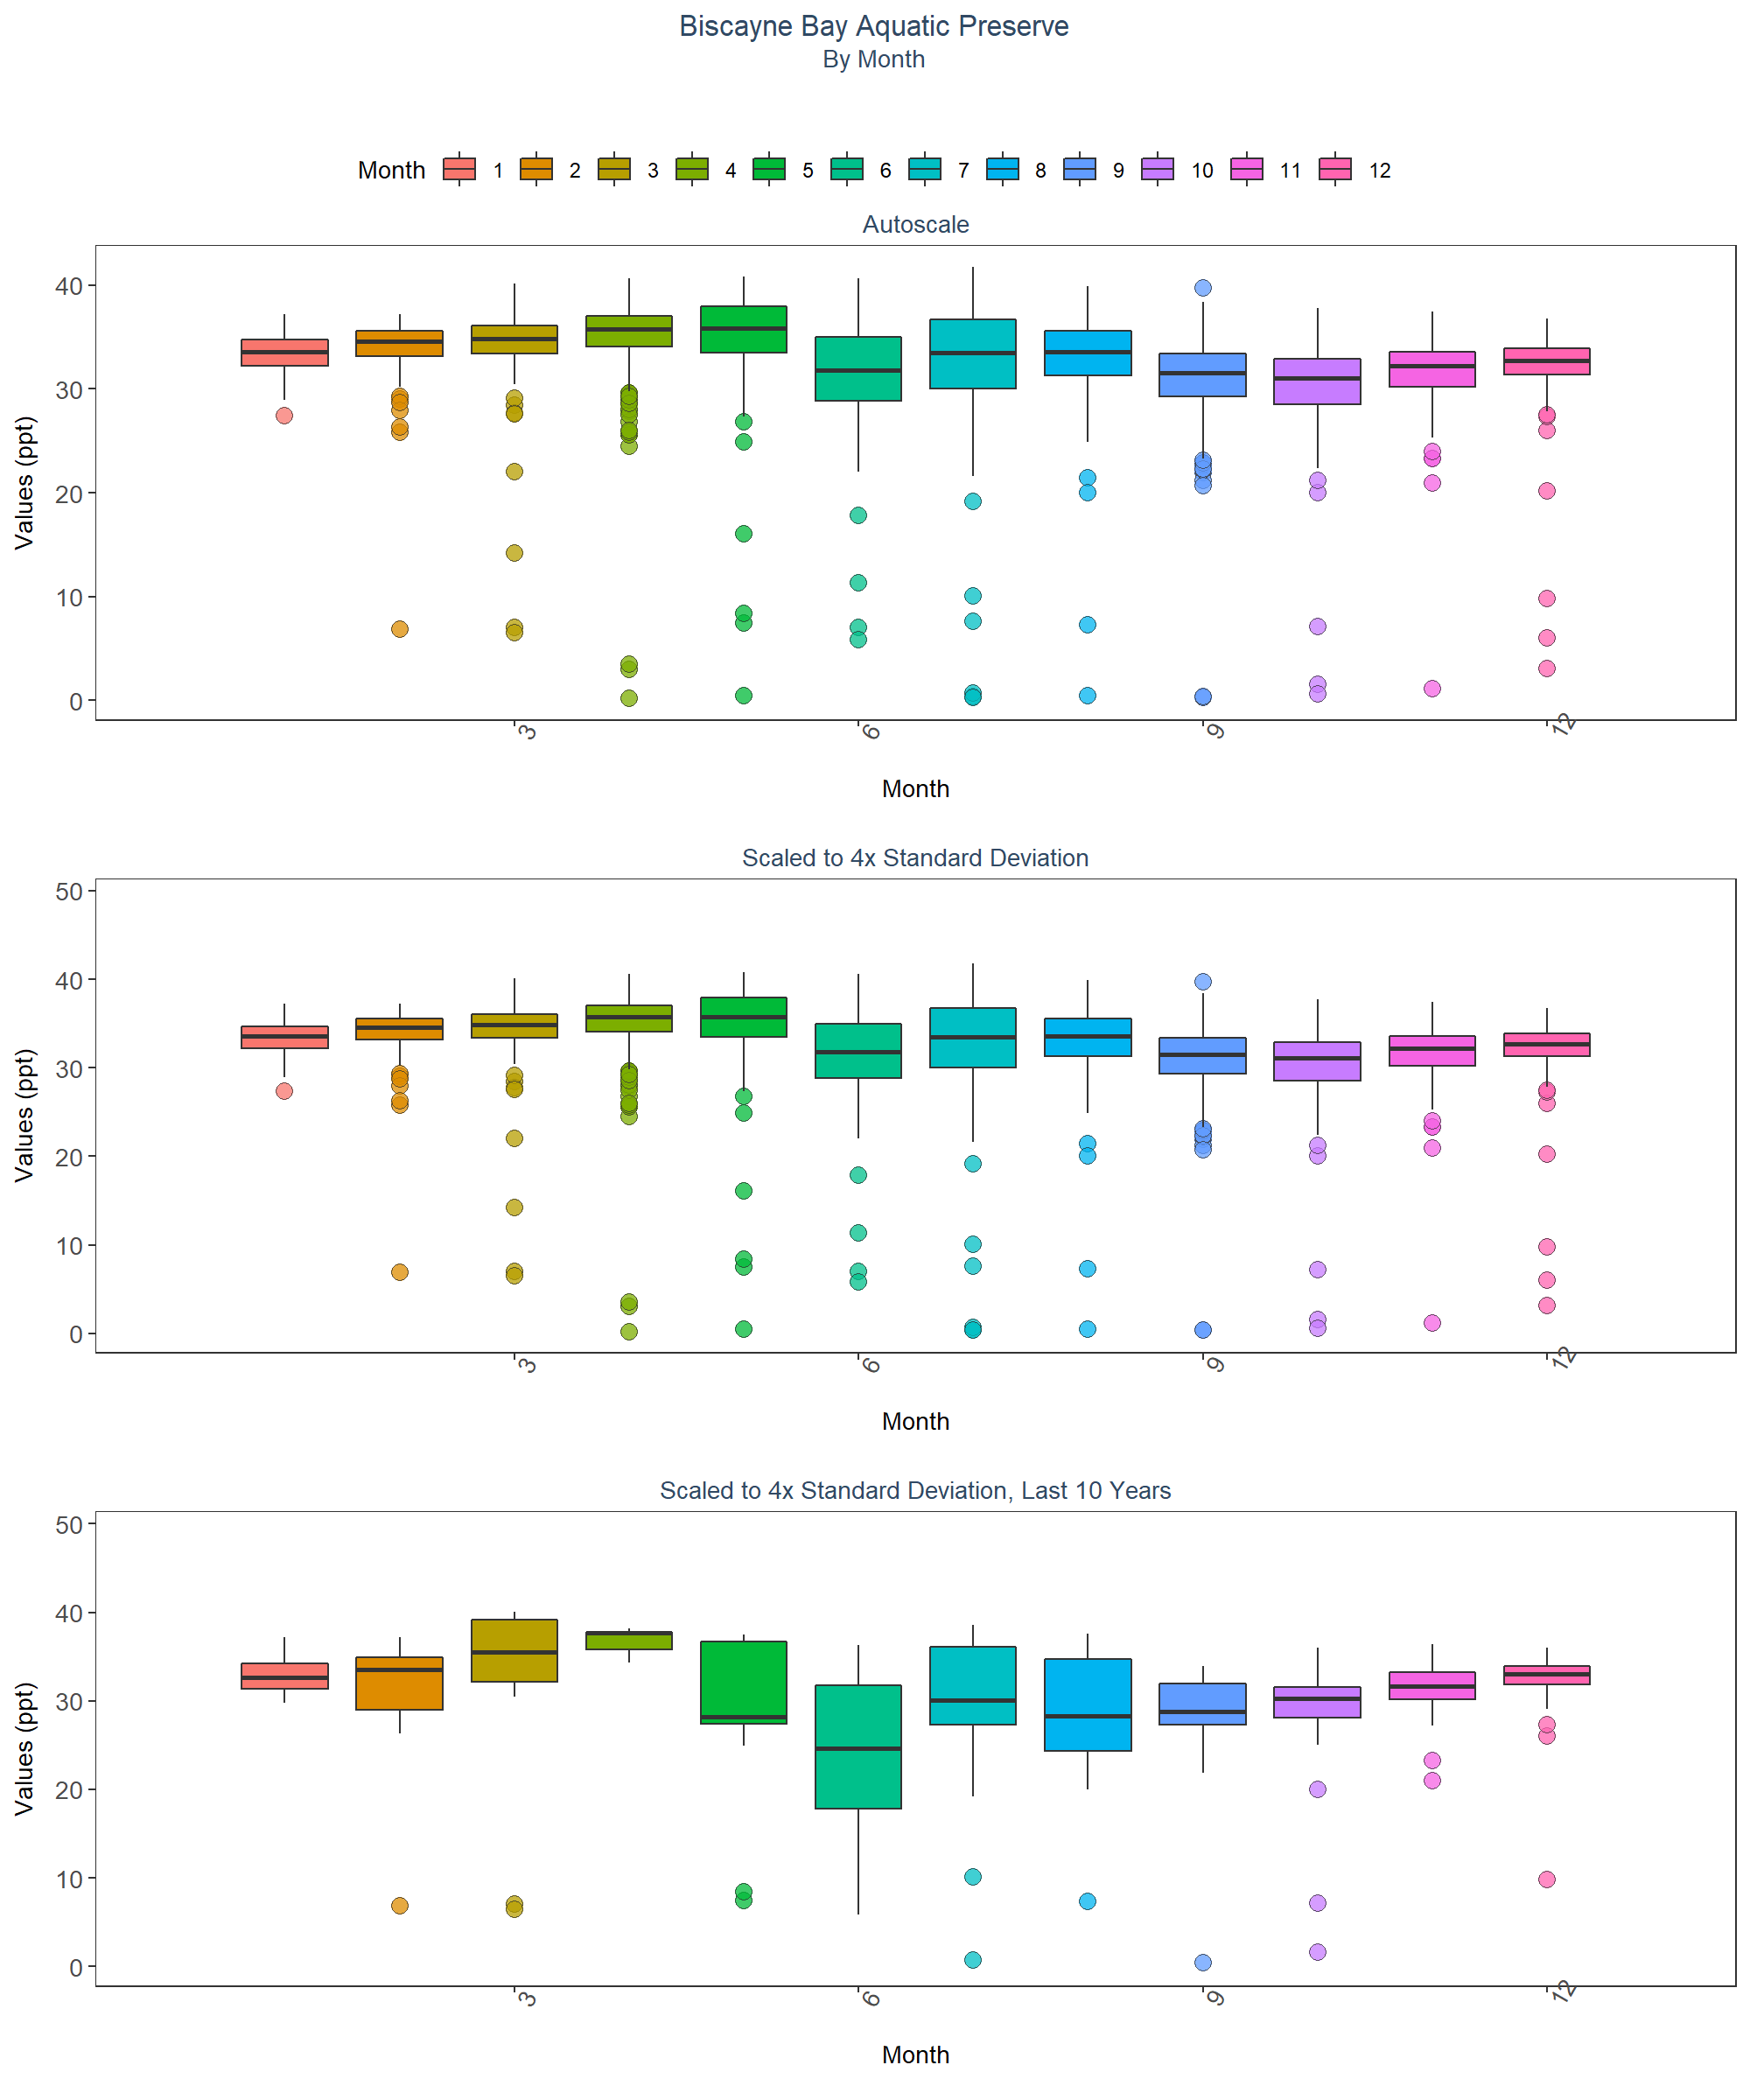 Biscayne Bay Aquatic Preserve
By Month
Month 1 2 3 4 5 6 7 8 9 10 11 12
Autoscale
Values (ppt)
40
30
20
10
0
3 6 9 12
Month
Scaled to 4x Standard Deviation
Values (ppt)
50
40
30
20
10
0
3 6 9 12
Month
Scaled to 4x Standard Deviation, Last 10 Years
Values (ppt)
50
40
30
20
10
0
3 6 9 12
Month